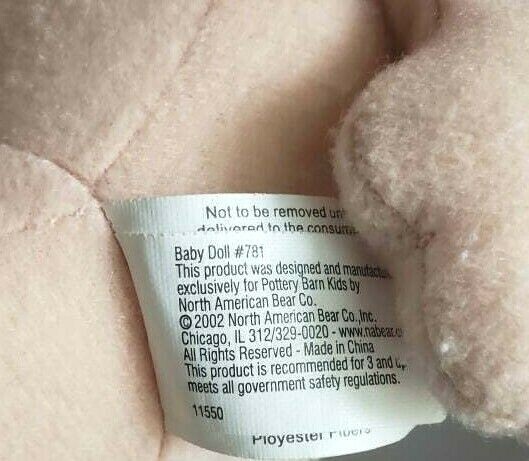 Not to be removed
delivered to the
Baby Doll #781
This product was designed and
exclusively for Pottery Barn Kids by
North American Bear Co.
© 2002 North American Bear Co.,Inc.
Chicago, IL 312/329-0020 - www.nabear.c
All Rights Reserved - Made in China
This product is recommended for 3 and
meets all government safety regulations.
11550
Ployester Fibers